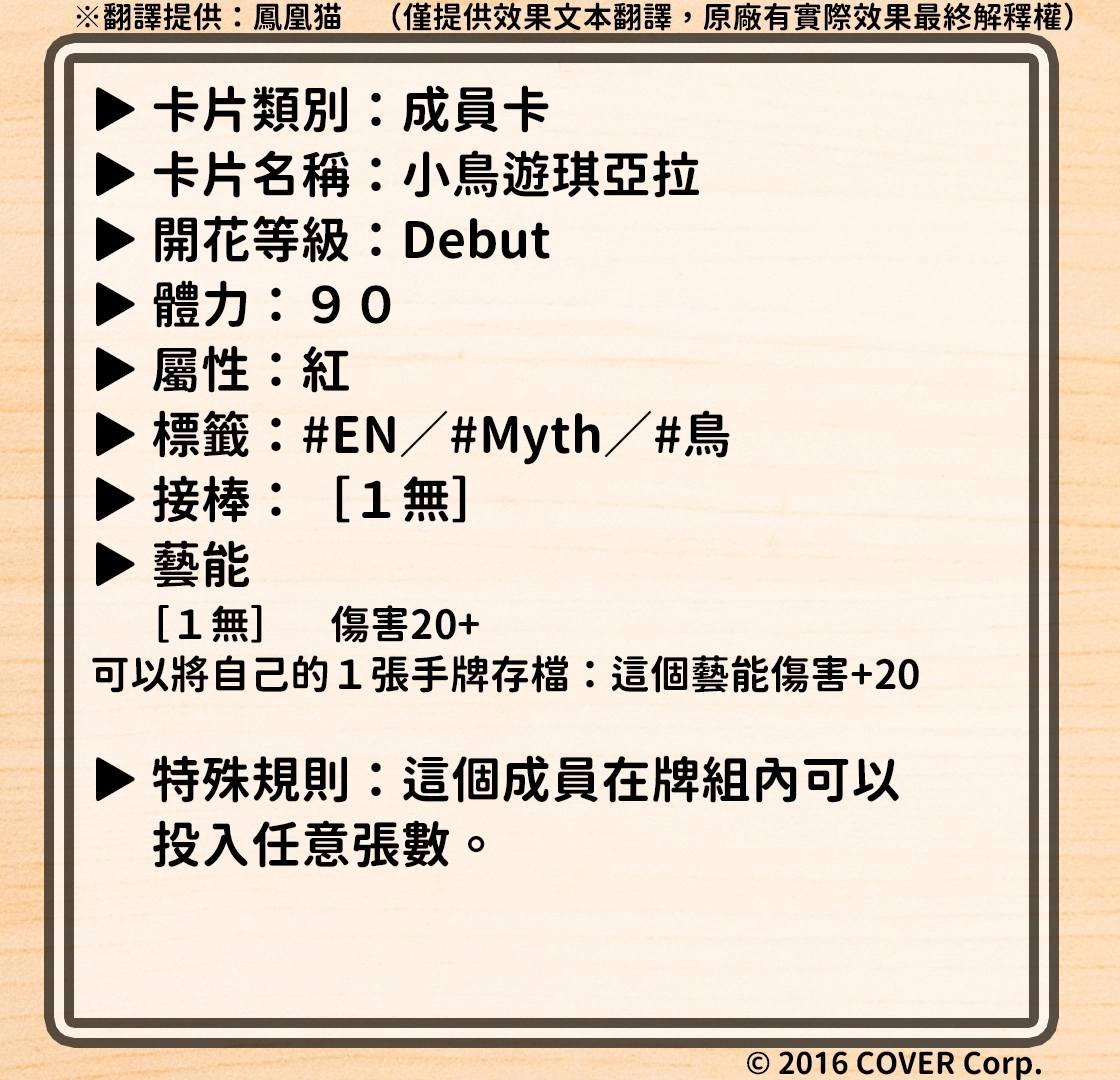 ※翻譯提供：鳳凰猫　（僅提供效果文本翻譯，原廠有實際效果最終解釋權）
▶ 卡片類別：成員卡
▶ 卡片名稱：小鳥遊琪亞拉
▶ 開花等級：Debut
▶ 體力：９０
▶ 屬性：紅
▶ 標籤：#EN／#Myth／#鳥
▶ 接棒：［１無］
▶ 藝能
［１無］　傷害20+
可以將自己的１張手牌存檔：這個藝能傷害+20
▶ 特殊規則：這個成員在牌組內可以
投入任意張數。
© 2016 COVER Corp.